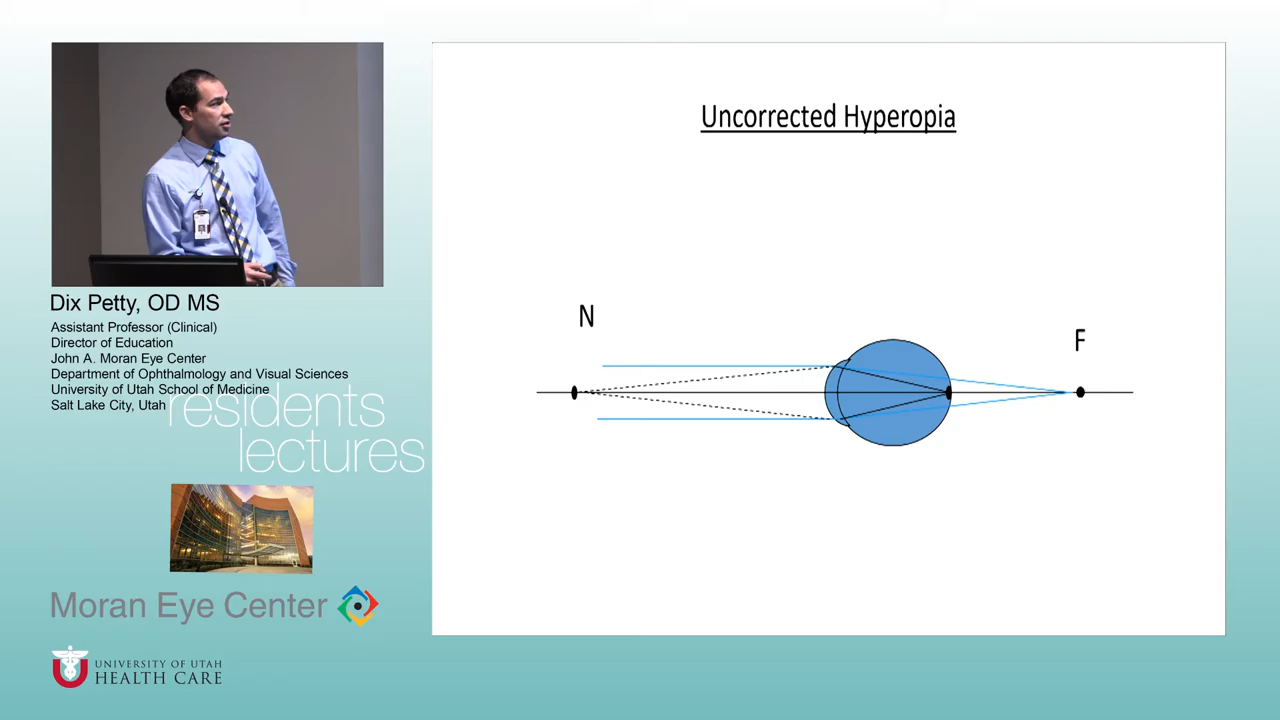 Uncorrected Hyperopia
N
F
Dix Petty, OD MS
Assistant Professor (Clinical)
Director of Education
John A. Moran Eye Center
Department of Ophthalmology and Visual Sciences
University of Utah School of Medicine
Salt Lake City, Utah
residents
lectures
Moran Eye Center
UNIVERSITY OF UTAH
HEALTH CARE